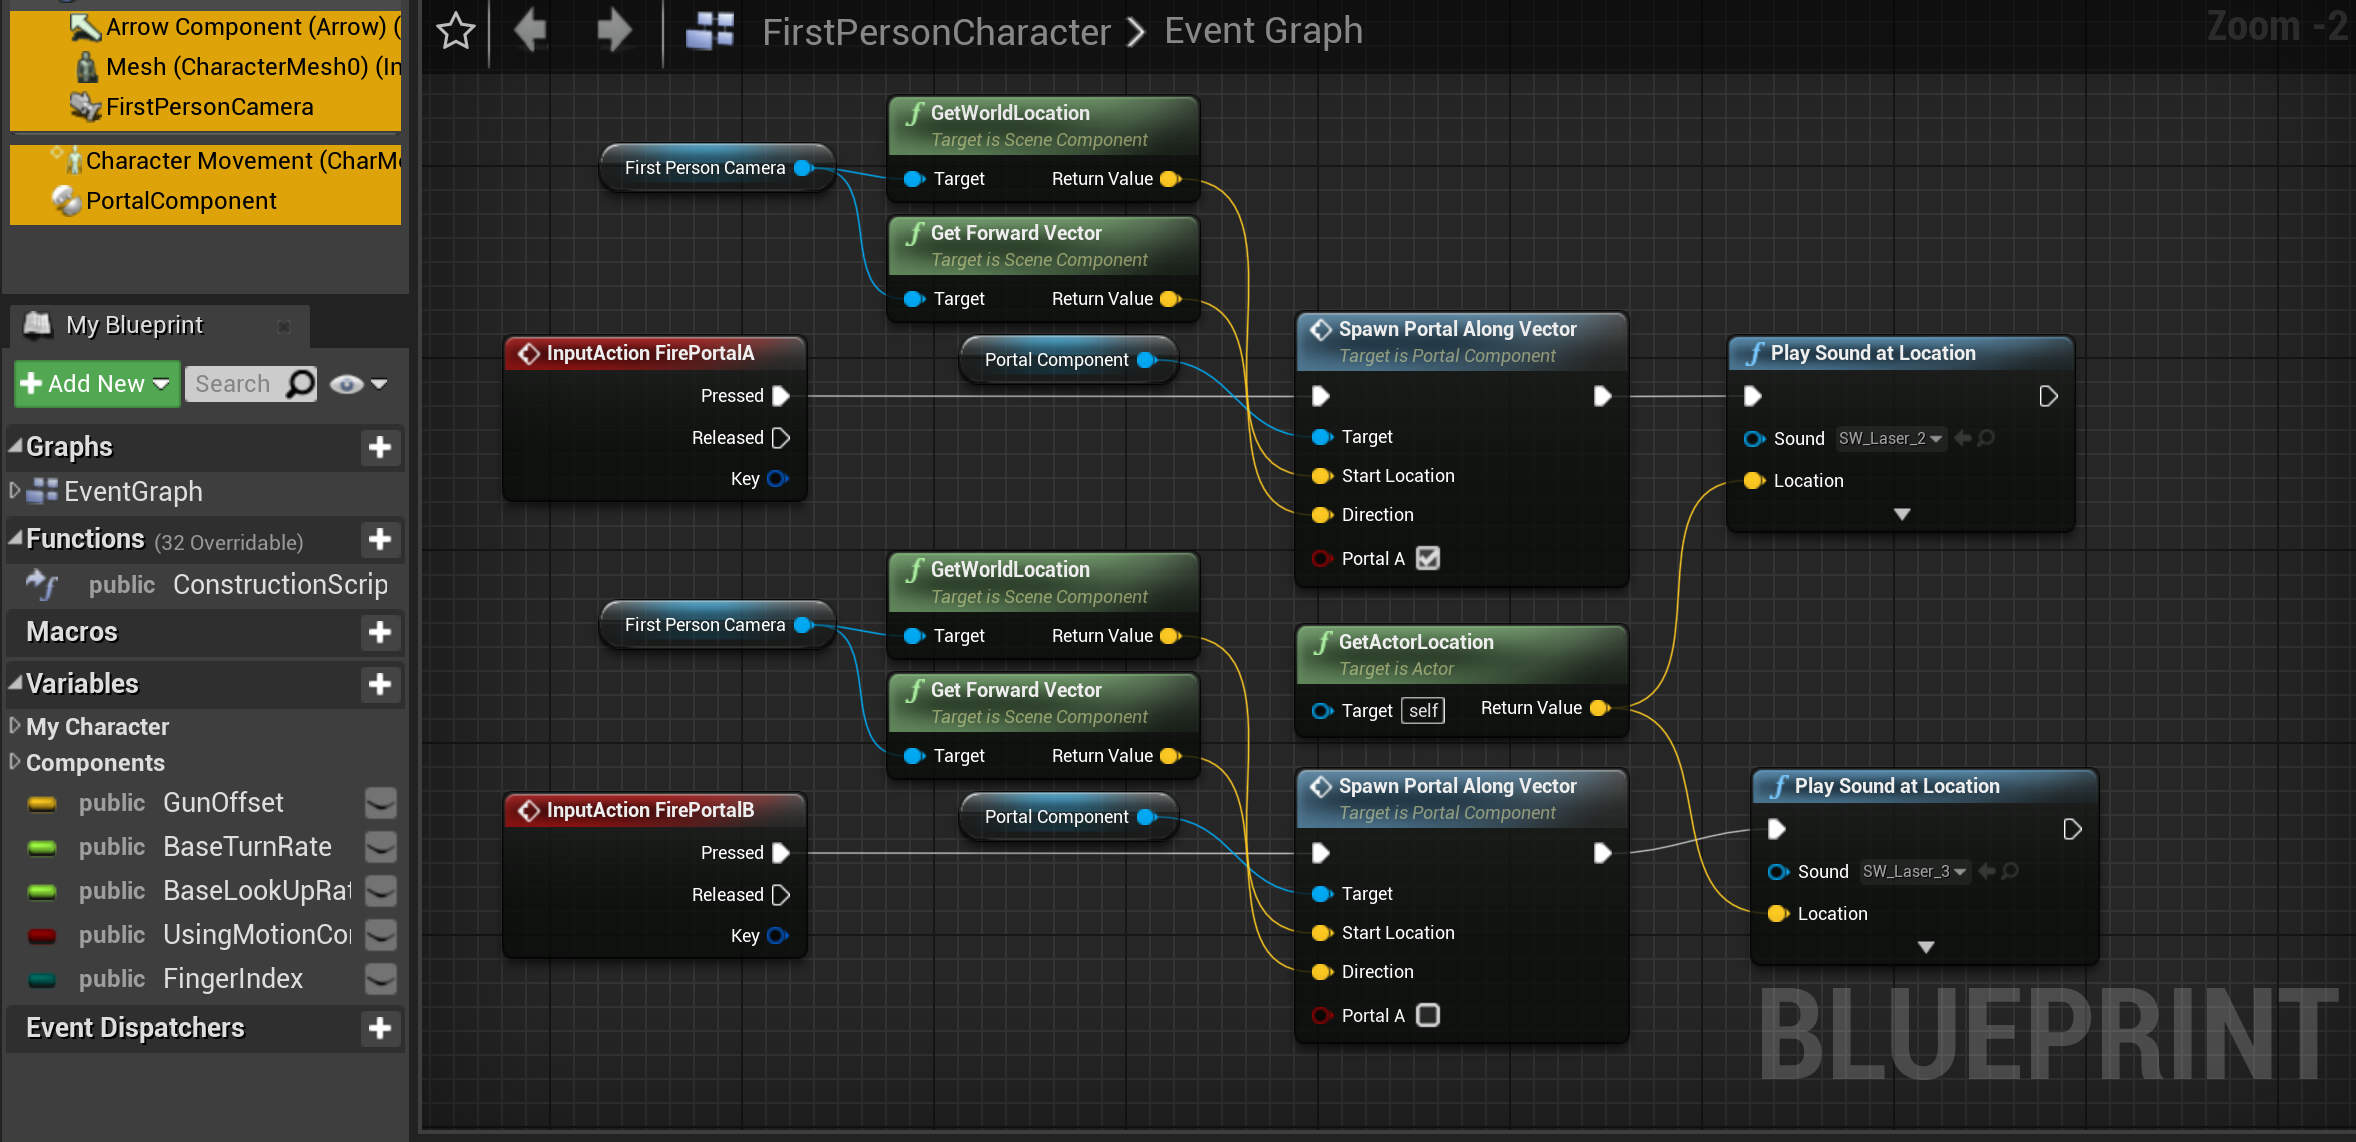 Arrow Component (Arrow) (
Mesh (CharacterMesh0) (In
FirstPersonCamera
Character Movement (CharMo
PortalComponent
My Blueprint
Add New
Search
Graphs
EventGraph
Functions (32 Overridable)
public ConstructionScrip
Macros
Variables
My Character
Components
public GunOffset
public BaseTurnRate
public BaseLookUpRat
public UsingMotionCo
public FingerIndex
Event Dispatchers
FirstPersonCharacter > Event Graph
Zoom -2
GetWorldLocation
Target is Scene Component
Target Return Value
First Person Camera
Get Forward Vector
Target is Scene Component
Target Return Value
InputAction FirePortalA
Pressed
Released
Key
Portal Component
Spawn Portal Along Vector
Target is Portal Component
Target
Start Location
Direction
Portal A
Play Sound at Location
Sound SW_Laser_2
Location
GetWorldLocation
Target is Scene Component
Target Return Value
First Person Camera
Get Forward Vector
Target is Scene Component
Target Return Value
GetActorLocation
Target is Actor
Target self Return Value
InputAction FirePortalB
Pressed
Released
Key
Portal Component
Spawn Portal Along Vector
Target is Portal Component
Target
Start Location
Direction
Portal A
Play Sound at Location
Sound SW_Laser_3
Location
BLUEPRINT